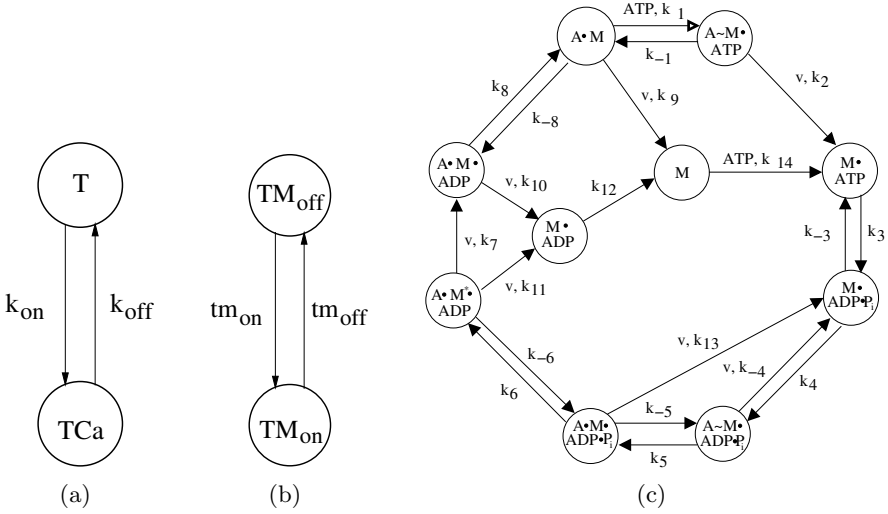 T
k_on
k_off
TCa
(a)
TM_off
tm_on
tm_off
TM_on
(b)
ATP, k_1
A•M
A~M•
ATP
k_-1
k_8
k_-8
v, k_9
v, k_2
A•M•
ADP
v, k_10
k_12
M
ATP, k_14
M•
ATP
v, k_7
M•
ADP
k_-3
k_3
A•M*•
ADP
v, k_11
M•
ADP•P_i
k_-6
k_6
v, k_13
v, k_-4
k_4
A•M•
ADP•P_i
k_-5
k_5
A~M•
ADP•P_i
(c)